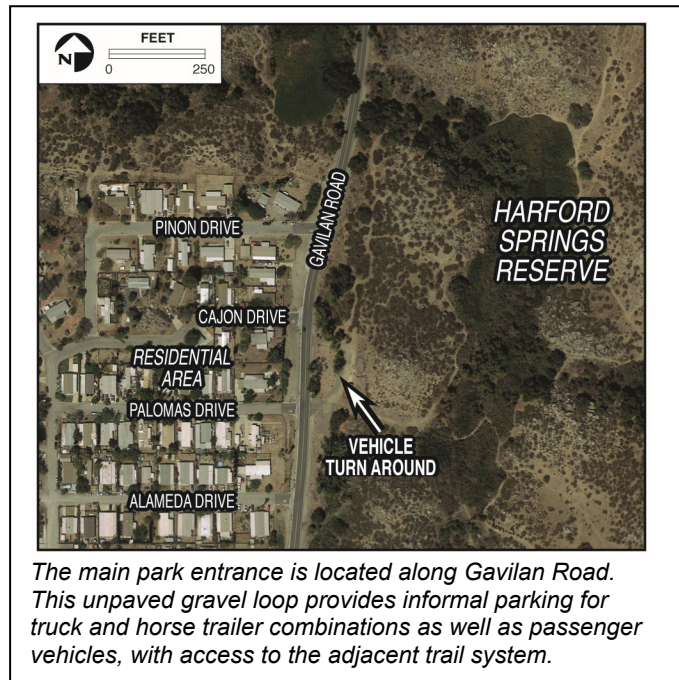 FEET
N
0 250
PINON DRIVE
GAVILAN ROAD
HARFORD
SPRINGS
RESERVE
CAJON DRIVE
RESIDENTIAL
AREA
PALOMAS DRIVE
VEHICLE
TURN AROUND
ALAMEDA DRIVE
The main park entrance is located along Gavilan Road.
This unpaved gravel loop provides informal parking for
truck and horse trailer combinations as well as passenger
vehicles, with access to the adjacent trail system.